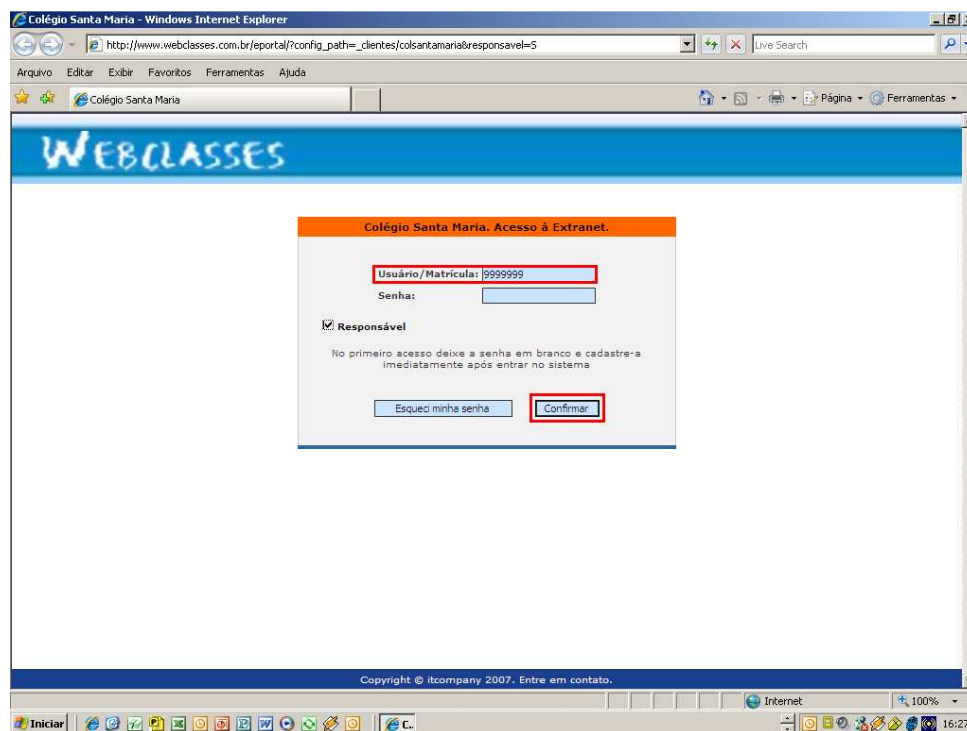 Colégio Santa Maria - Windows Internet Explorer
http://www.webclasses.com.br/eportal/?config_path=_clientes/colsantamaria&responsavel=S
Live Search
Arquivo Editar Exibir Favoritos Ferramentas Ajuda
Colégio Santa Maria
Página Ferramentas
WEBCLASSES
Colégio Santa Maria. Acesso à Extranet.
Usuário/Matrícula: 9999999
Senha:
Responsável
No primeiro acesso deixe a senha em branco e cadastre-a
imediatamente após entrar no sistema
Esqueci minha senha Confirmar
Copyright © itcompany 2007. Entre em contato.
Internet 100%
Iniciar C.. 16:27